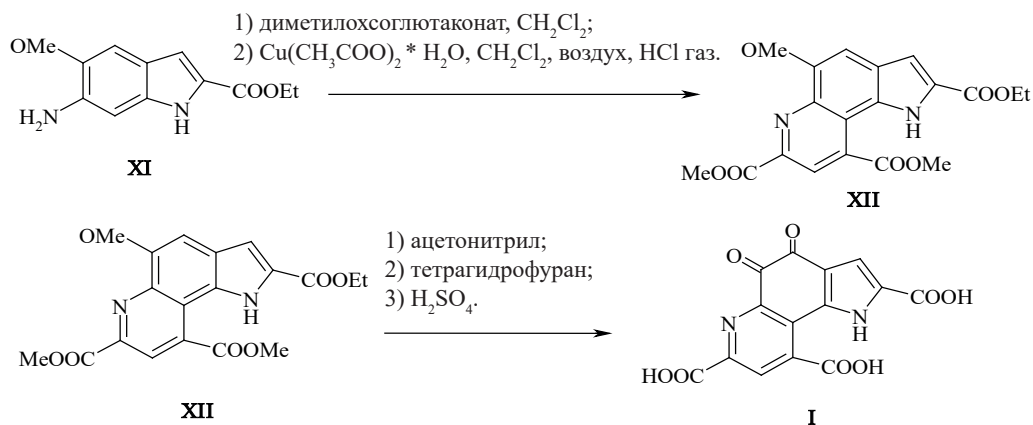 1) диметилохсоглютаконат, CH2Cl2;
2) Cu(CH3COO)2 * H2O, CH2Cl2, воздух, HCl газ.
OMe
COOEt
H2N
N
H
XI
OMe
COOEt
N
N
H
MeOOC
COOMe
XII
1) ацетонитрил;
2) тетрагидрофуран;
3) H2SO4.
OMe
COOEt
N
N
H
MeOOC
COOMe
XII
O
O
COOH
N
N
H
HOOC
COOH
I